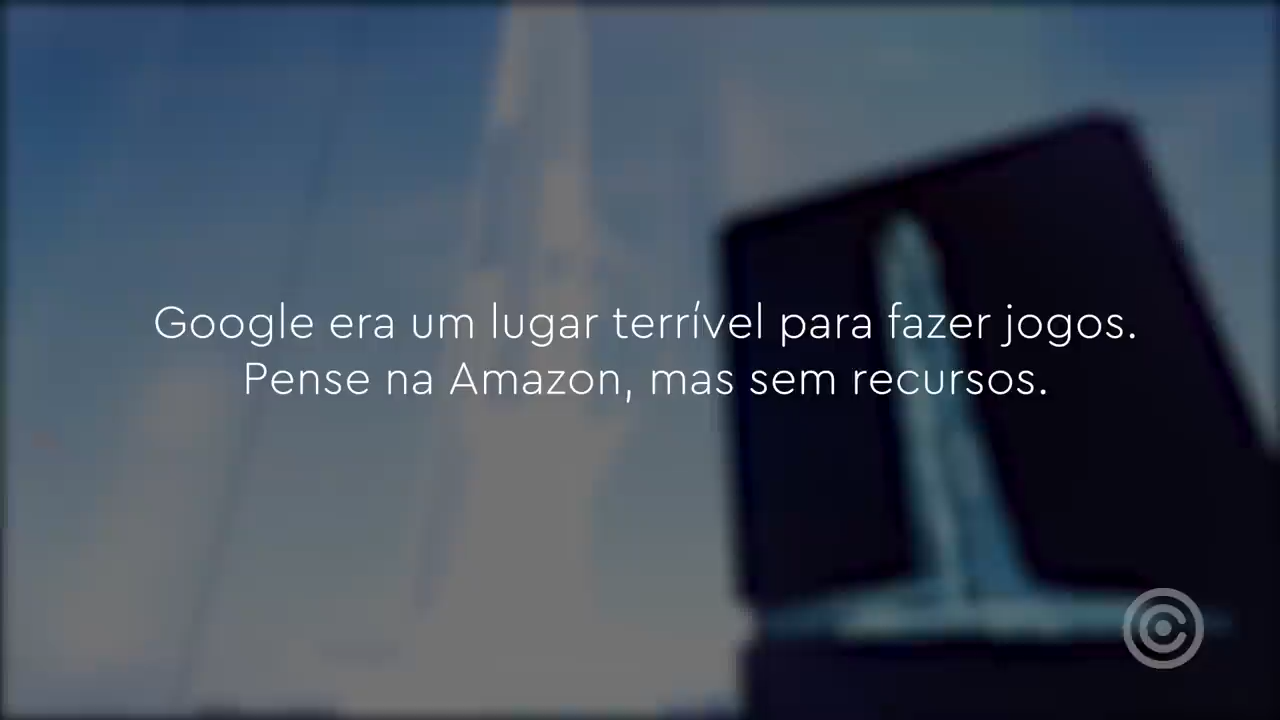 Google era um lugar terrível para fazer jogos.
Pense na Amazon, mas sem recursos.